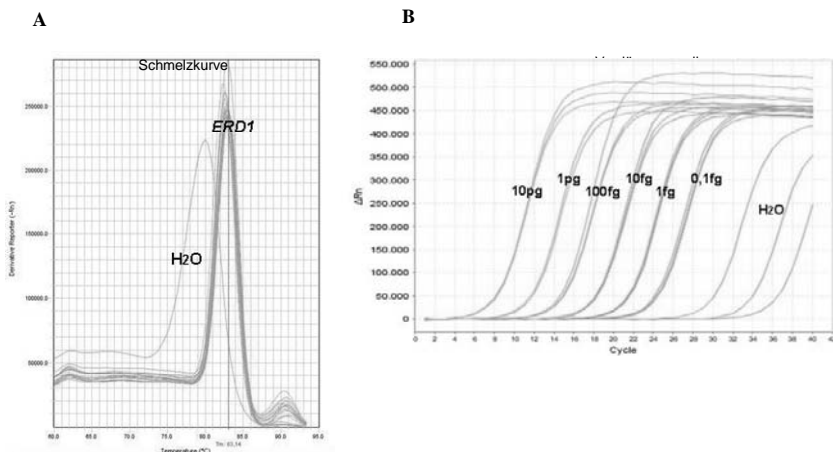 A
Schmelzkurve
ERD1
H2O
250000.0
200000.0
150000.0
100000.0
50000.0
Derivative Reporter (-Rn)
60.0 65.0 70.0 75.0 80.0 85.0 90.0 95.0
Temperature (°C)
B
550.000
500.000
450.000
400.000
350.000
300.000
250.000
200.000
150.000
100.000
50.000
0
ΔRn
10pg
1pg
100fg
10fg
1fg
0,1fg
H2O
0 2 4 6 8 10 12 14 16 18 20 22 24 26 28 30 32 34 36 38 40
Cycle